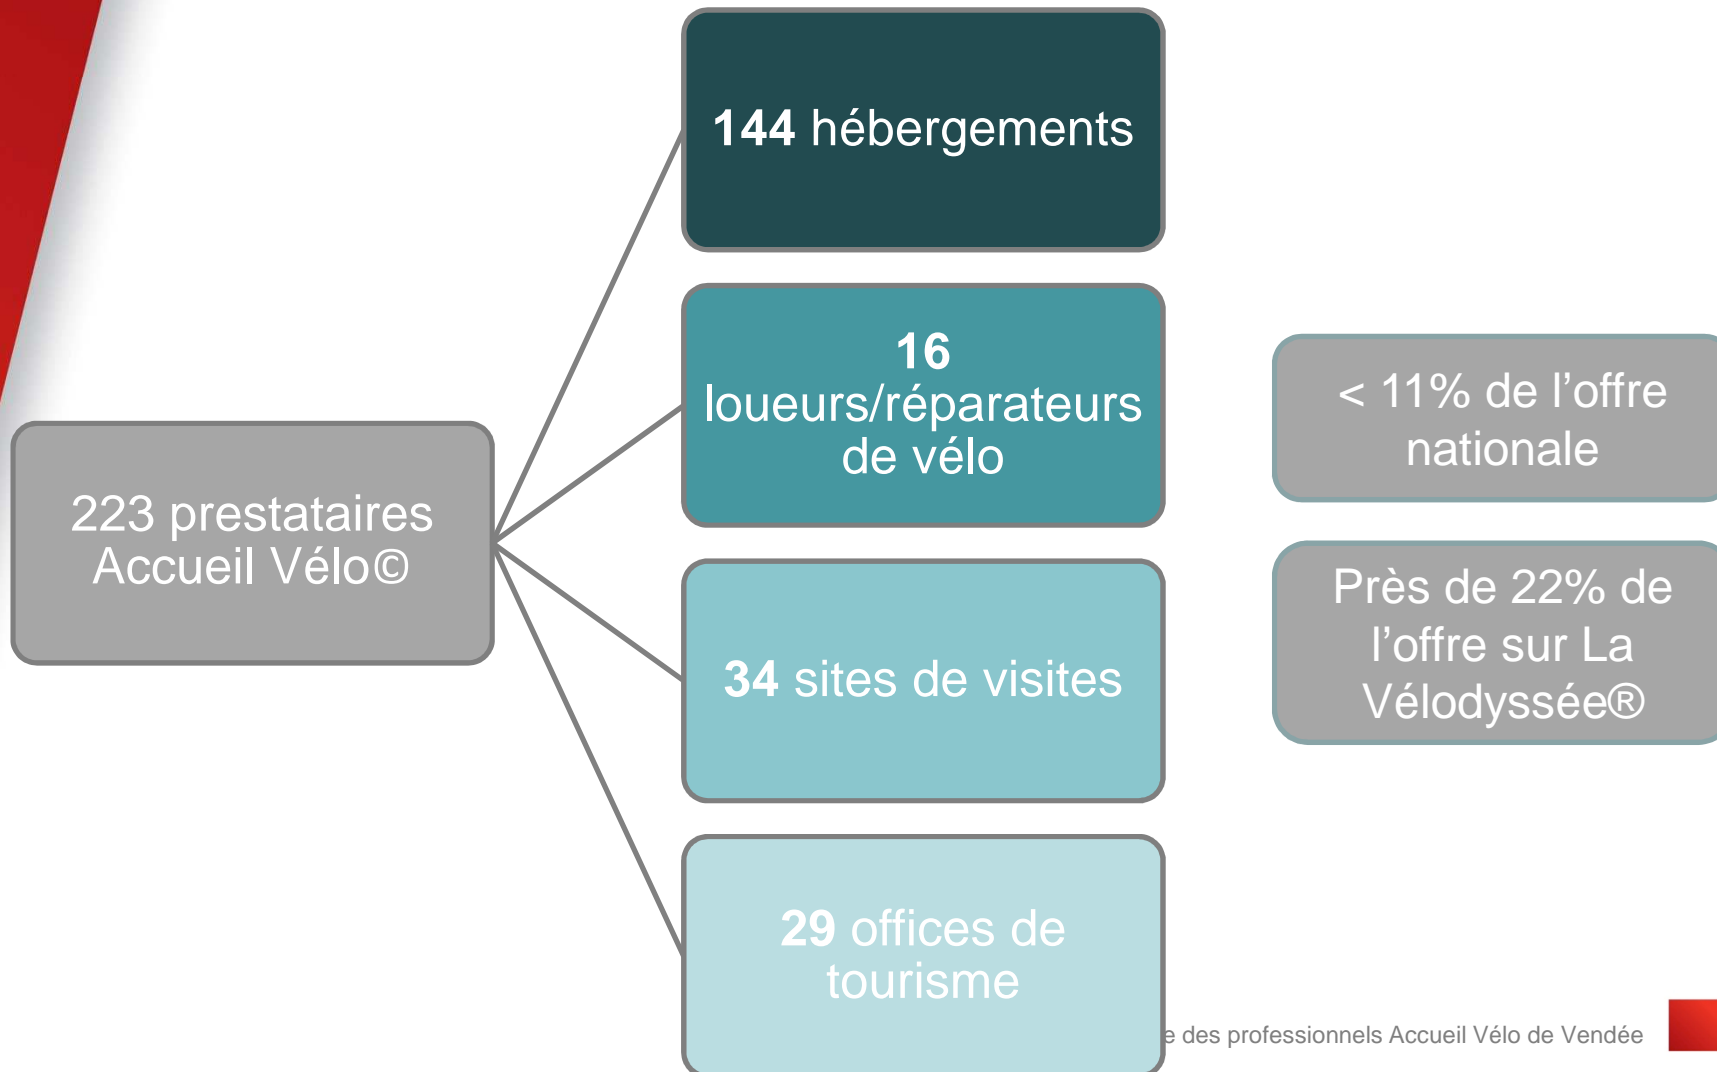 144 hébergements
16
loueurs/réparateurs
de vélo
< 11% de l’offre
nationale
223 prestataires
Accueil Vélo©
Près de 22% de
l’offre sur La
Vélodyssée®
34 sites de visites
29 offices de
tourisme
des professionnels Accueil Vélo de Vendée